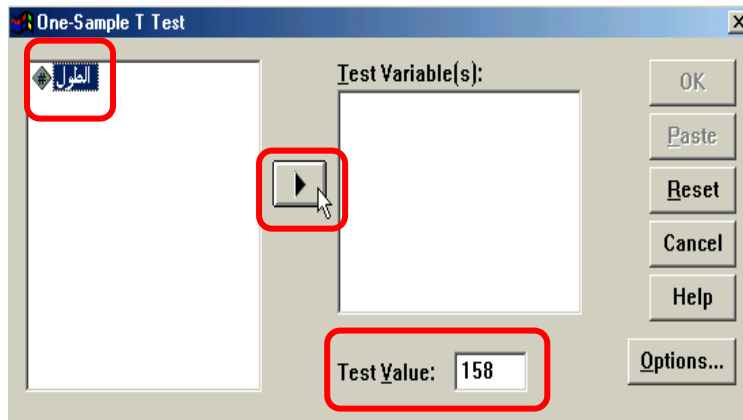 One-Sample T Test
الطول
Test Variable(s):
OK
Paste
Reset
Cancel
Help
Options...
Test Value: 158